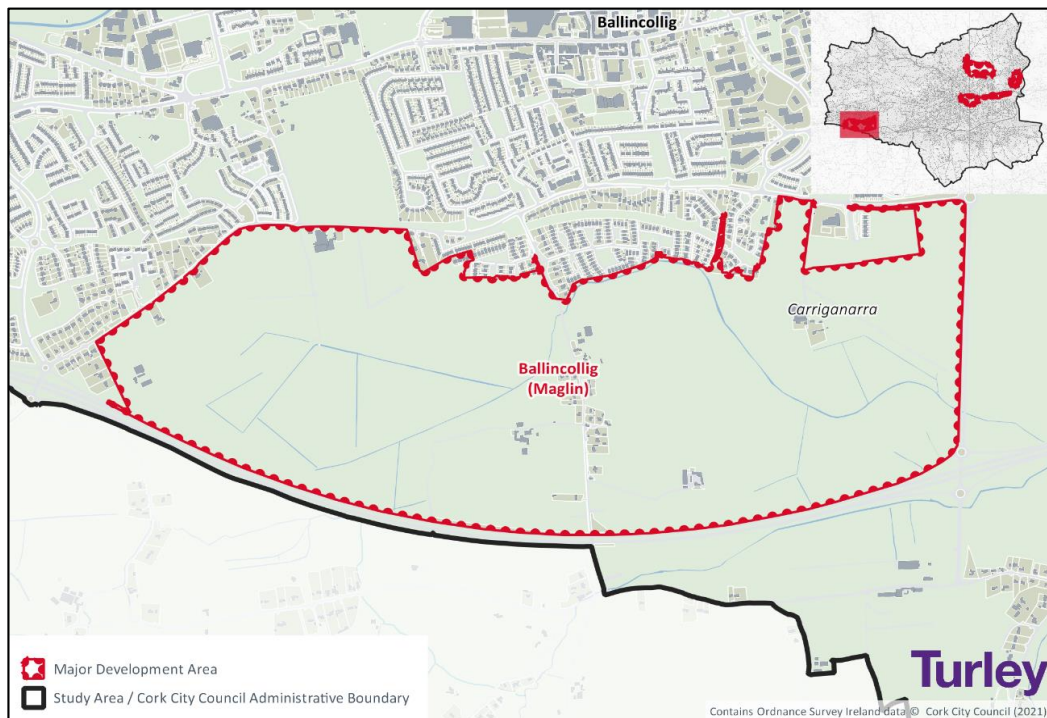 Ballincollig
Carriganarra
Ballincollig
(Maglin)
Major Development Area
Study Area / Cork City Council Administrative Boundary
Turley
Contains Ordnance Survey Ireland data © Cork City Council (2021)